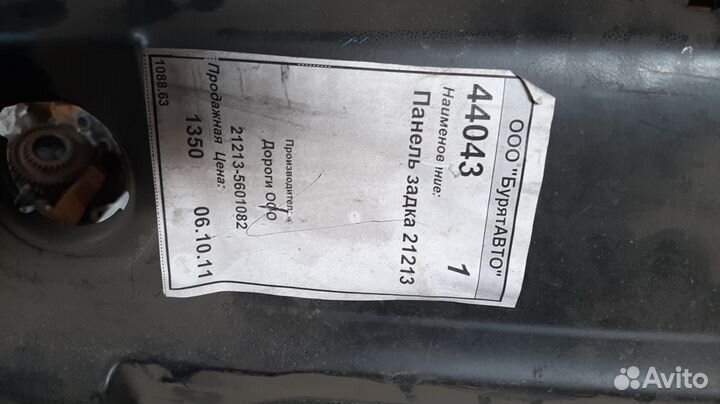 ООО "БурятАВТО"
44043 1
Наименование:
Панель задка 21213
Производитель:
Дороги ООО
21213-5601082
Продажная Цена:
1350 06.10.11
1088.63
Avito